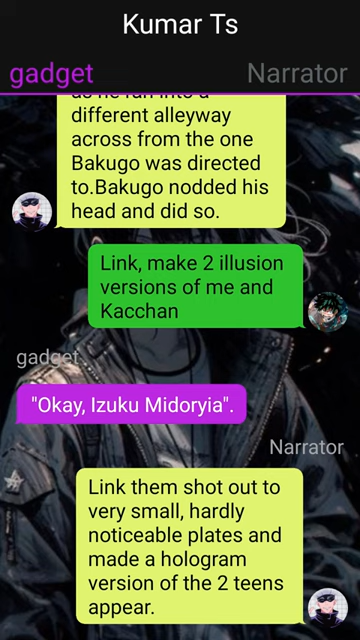 Kumar Ts
gadget
Narrator
different alleyway
across from the one
Bakugo was directed
to.Bakugo nodded his
head and did so.
Link, make 2 illusion
versions of me and
Kacchan
gadget
"Okay, Izuku Midoryia".
Narrator
Link them shot out to
very small, hardly
noticeable plates and
made a hologram
version of the 2 teens
appear.